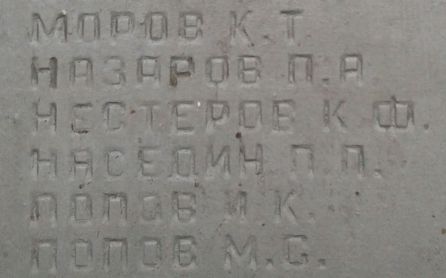 МОРОВ К.Т
НАЗАРОВ П.А
НЕСТЕРОВ К Ф.
НАСЕДИН П.П.
ПОПОВ И К.
ПОПОВ М.С.